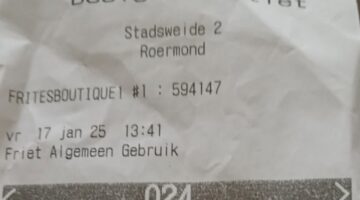 Stadsweide 2
Roermond
FRITESBOUTIQUE1 #1 : 594147
vr 17 jan 25 13:41
Friet Algemeen Gebruik
024